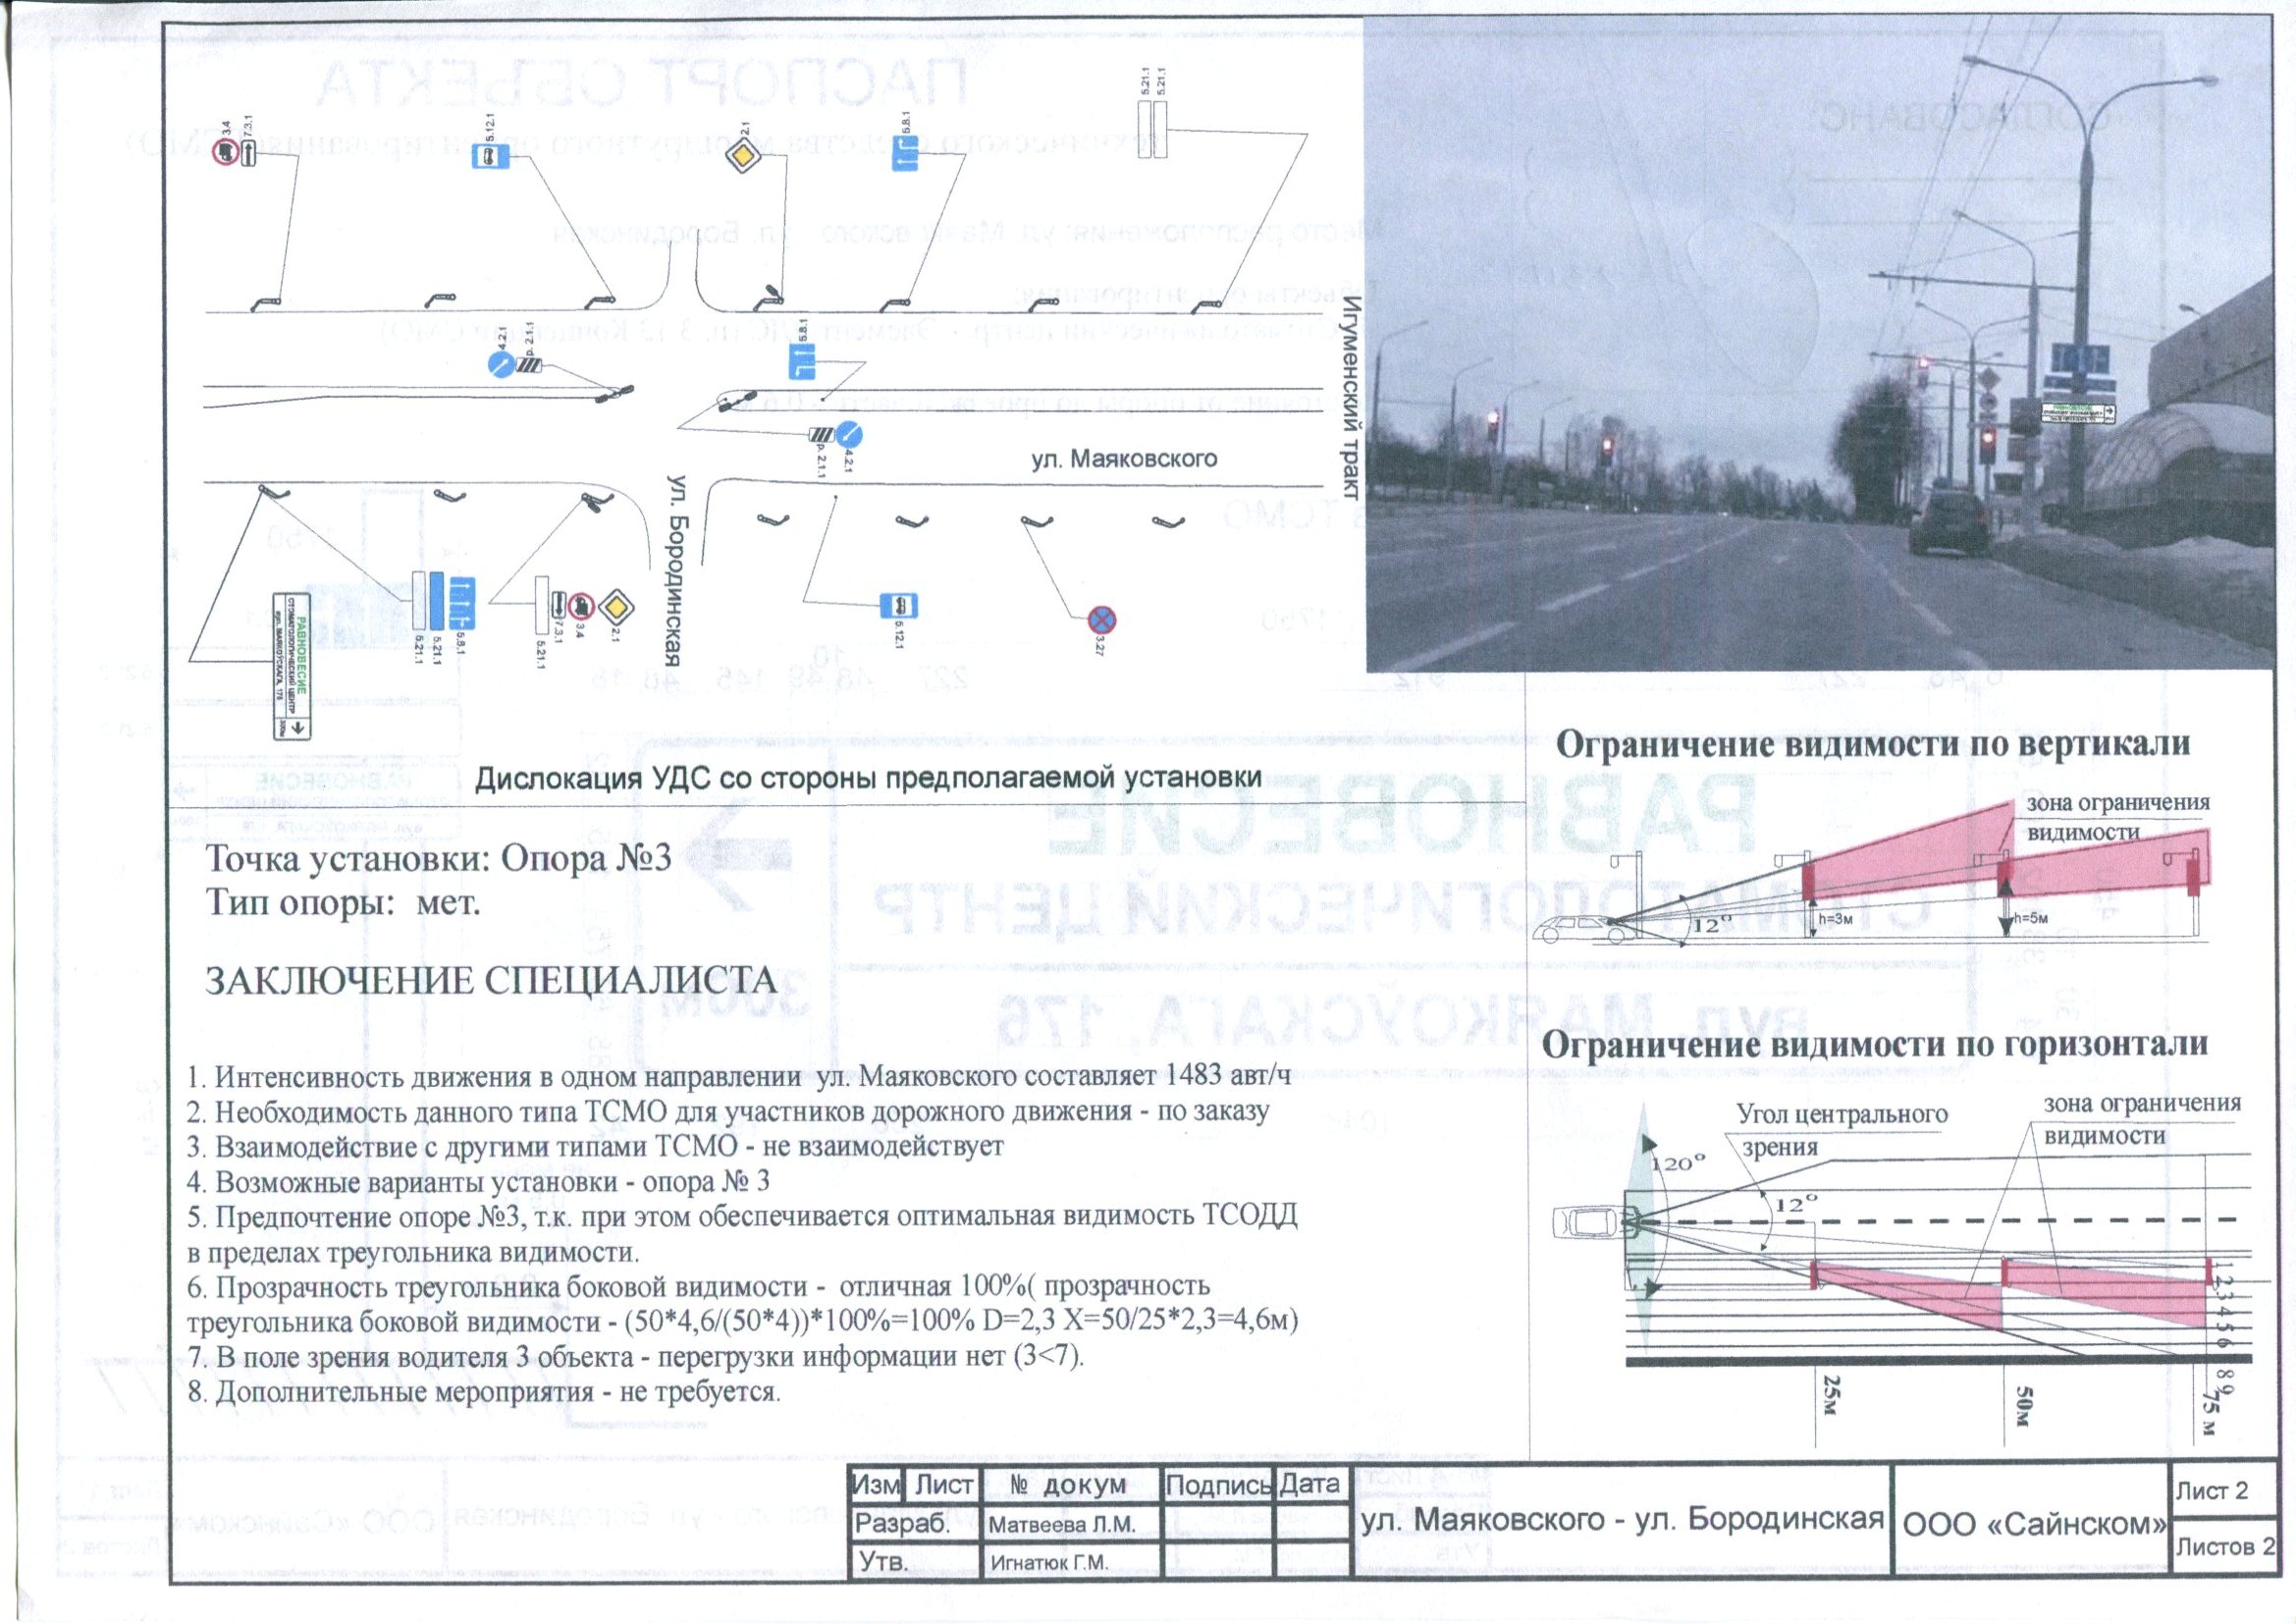 3.4
7.3.1
5.12.1
2.1
5.8.1
5.21.1
5.21.1
Игуменский тракт
4.2.1
р. 2.1.1
5.8.1
р. 2.1.1
4.2.1
ул. Маяковского
ул. Бородинская
РАВНОВЕСИЕ
СТОМАТОЛОГИЧЕСКИЙ ЦЕНТР
вул. МАЯКОЎСКАГА, 176
300м
5.21.1
5.21.1
5.8.1
5.21.1
7.3.1
3.4
2.1
5.12.1
3.27
РАВНОВЕСИЕ
Дислокация УДС со стороны предполагаемой установки
Точка установки: Опора №3
Тип опоры: мет.
ЗАКЛЮЧЕНИЕ СПЕЦИАЛИСТА
1. Интенсивность движения в одном направлении ул. Маяковского составляет 1483 авт/ч
2. Необходимость данного типа ТСМО для участников дорожного движения - по заказу
3. Взаимодействие с другими типами ТСМО - не взаимодействует
4. Возможные варианты установки - опора № 3
5. Предпочтение опоре №3, т.к. при этом обеспечивается оптимальная видимость ТСОДД
в пределах треугольника видимости.
6. Прозрачность треугольника боковой видимости - отличная 100%( прозрачность
треугольника боковой видимости - (50*4,6/(50*4))*100%=100% D=2,3 X=50/25*2,3=4,6м)
7. В поле зрения водителя 3 объекта - перегрузки информации нет (3<7).
8. Дополнительные мероприятия - не требуется.
Ограничение видимости по вертикали
зона ограничения
видимости
12°
h=3м
h=5м
Ограничение видимости по горизонтали
Угол центрального
зрения
зона ограничения
видимости
120°
12°
1 2 3 4 5 6 8 9
25м
50м
75 м
Изм Лист № докум Подпись Дата
Разраб. Матвеева Л.М.
Утв. Игнатюк Г.М.
ул. Маяковского - ул. Бородинская
ООО «Сайнском»
Лист 2
Листов 2